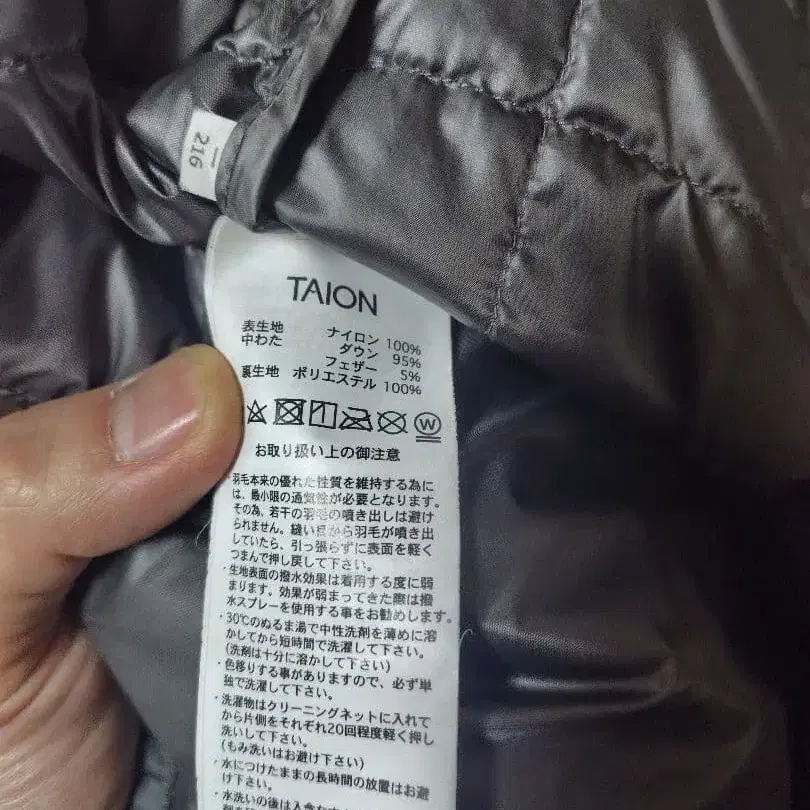 216
TAION
表生地 ナイロン 100%
中わた ダウン 95%
フェザー 5%
裏生地 ポリエステル 100%
W
お取り扱い上の御注意
・羽毛本来の優れた性質を維持する為に
は、最小限の通気性が必要となります。
その為、若干の羽毛の噴き出しは避け
られません。縫い目から羽毛が噴き出
していたら、引っ張らずに表面を軽く
つまんで押し戻して下さい。
・生地表面の撥水効果は着用する度に弱
まります。効果が弱まってきた際は撥
水スプレーを使用する事をお勧めします。
・30℃のぬるま湯で中性洗剤を薄めに溶
かしてから短時間で洗濯して下さい。
(洗剤は十分に溶かして下さい)
・色移りする事がありますので、必ず単
独で洗濯して下さい。
・洗濯物はクリーニングネットに入れて
から片側をそれぞれ20回程度軽く押し
洗いして下さい。
(もみ洗いはお避け下さい)
・水につけたままの長時間の放置はお避
け下さい。
・水洗いの後は